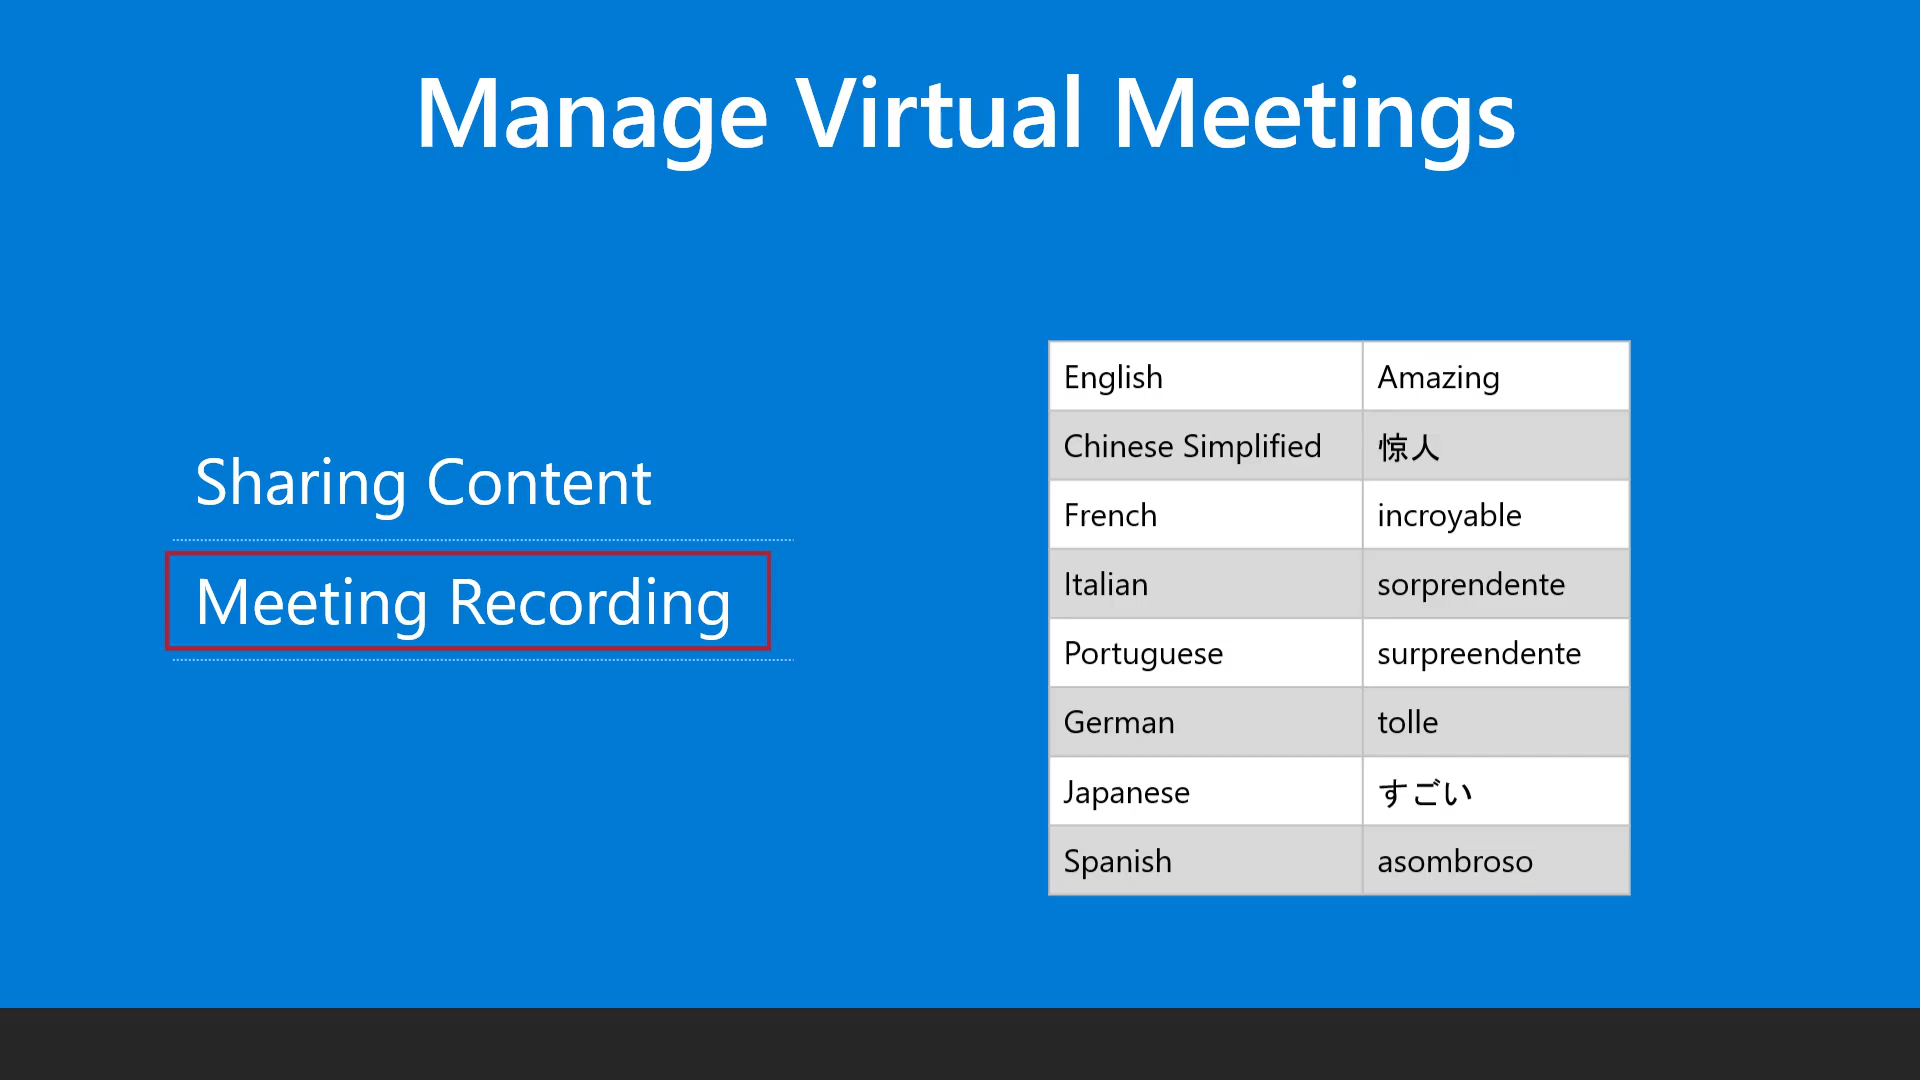 Manage Virtual Meetings
Sharing Content
Meeting Recording
English Amazing
Chinese Simplified 惊人
French incroyable
Italian sorprendente
Portuguese surpreendente
German tolle
Japanese すごい
Spanish asombroso